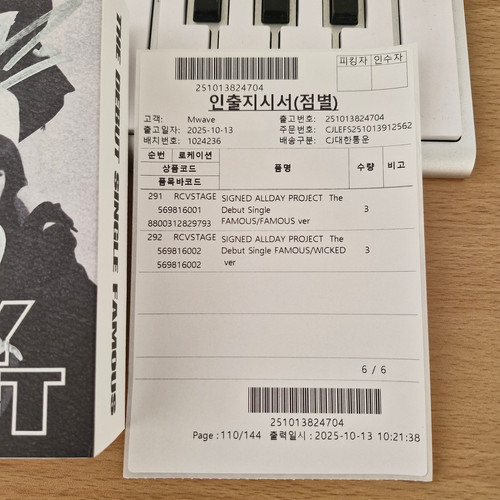 251013824704
피킹자 인수자
인출지시서(점별)
고객: Mwave 출고번호: 251013824704
출고일자: 2025-10-13 주문번호: CJLEFS251013912562
배치번호: 1024236 배송구분: CJ대한통운
순번 로케이션 품명 수량 비고
상품코드
품목바코드
291 RCVSTAGE SIGNED ALLDAY PROJECT The
569816001 Debut Single 3
8800312829793 FAMOUS/FAMOUS ver
292 RCVSTAGE SIGNED ALLDAY PROJECT The
569816002 Debut Single FAMOUS/WICKED 3
569816002 ver
6 / 6
251013824704
Page : 110/144 출력일시 : 2025-10-13 10:21:38
THE DEBUT SINGLE FAMOUS
Y
T